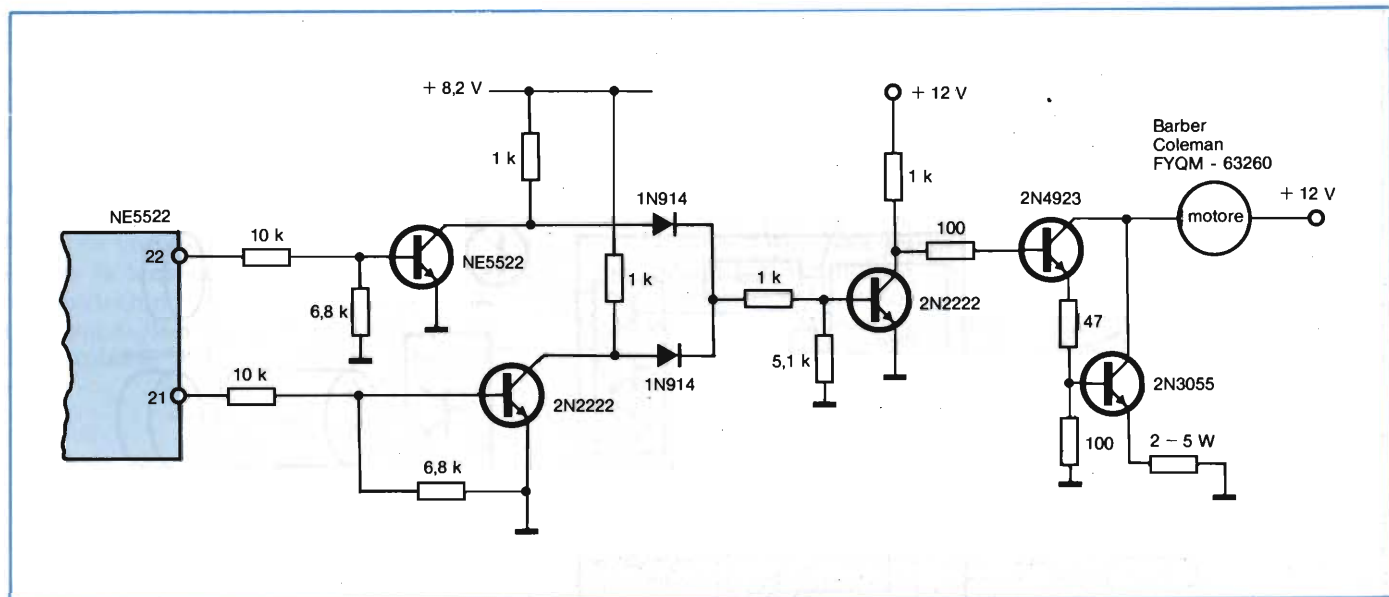 + 8,2 V
+ 12 V
Barber
Coleman
FYQM - 63260
1 k
1 k
2N4923
+ 12 V
1N914
motore
NE5522
100
10 k
22
NE5522
1 k
1 k
2N2222
6,8 k
47
5,1 k
10 k
1N914
2N3055
21
2N2222
100
2 – 5 W
6,8 k